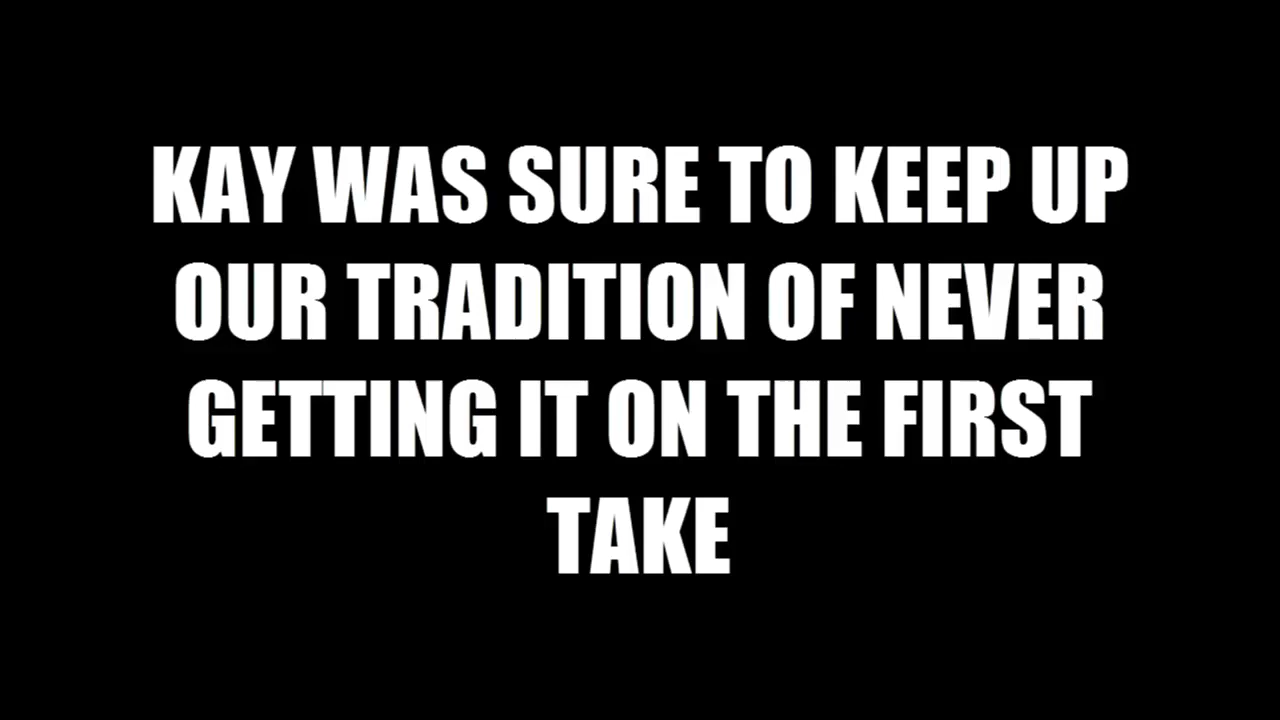 KAY WAS SURE TO KEEP UP
OUR TRADITION OF NEVER
GETTING IT ON THE FIRST
TAKE